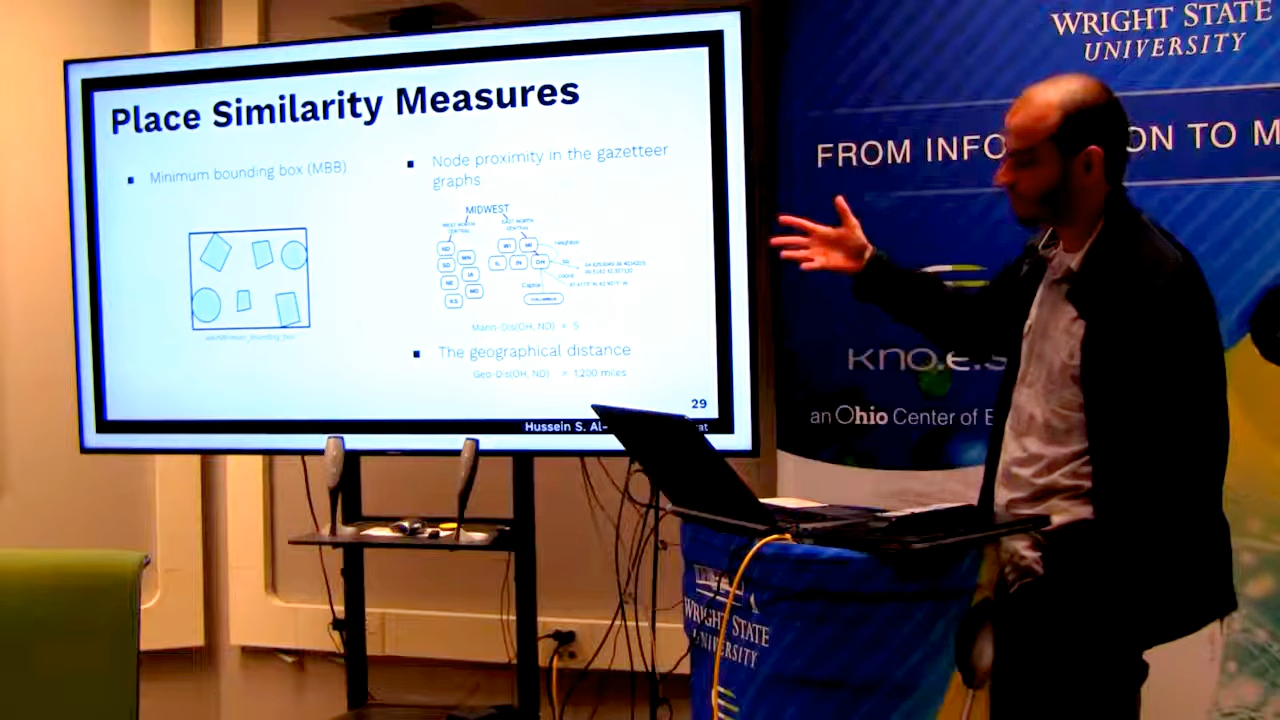 Place Similarity Measures
Minimum bounding box (MBB)
Node proximity in the gazetteer
graphs
MIDWEST
WEST NORTH
CENTRAL
EAST NORTH
CENTRAL
ND
MN
SD
IA
NE
MO
KS
WI
MI
IL
IN
OH
neighbor
Capital
COLUMBUS
Mann-Dis(OH, ND) = 5
The geographical distance
Geo-Dis(OH, ND) = 1,200 miles
29
Hussein S. Al-
WRIGHT STATE
UNIVERSITY
FROM INFO ON TO M
kno.e.s
an Ohio Center of E
WRIGHT STATE
UNIVERSITY